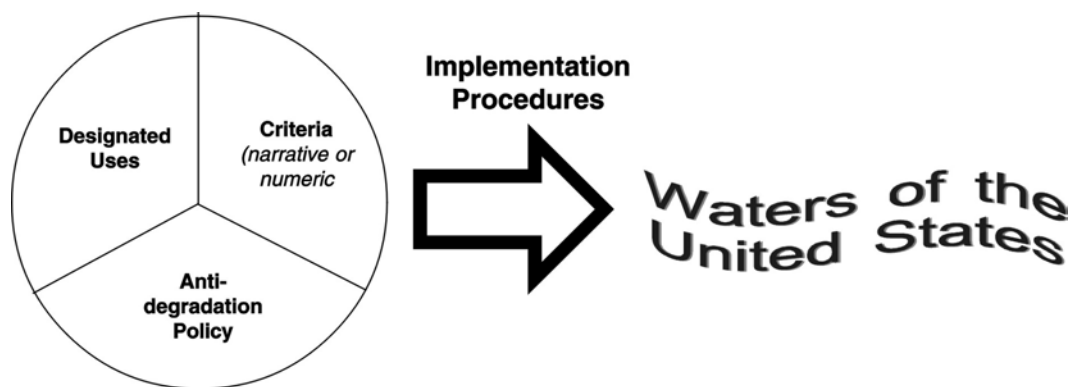 Designated
Uses
Criteria
(narrative or
numeric
Anti-
degradation
Policy
Implementation
Procedures
Waters of the
United States